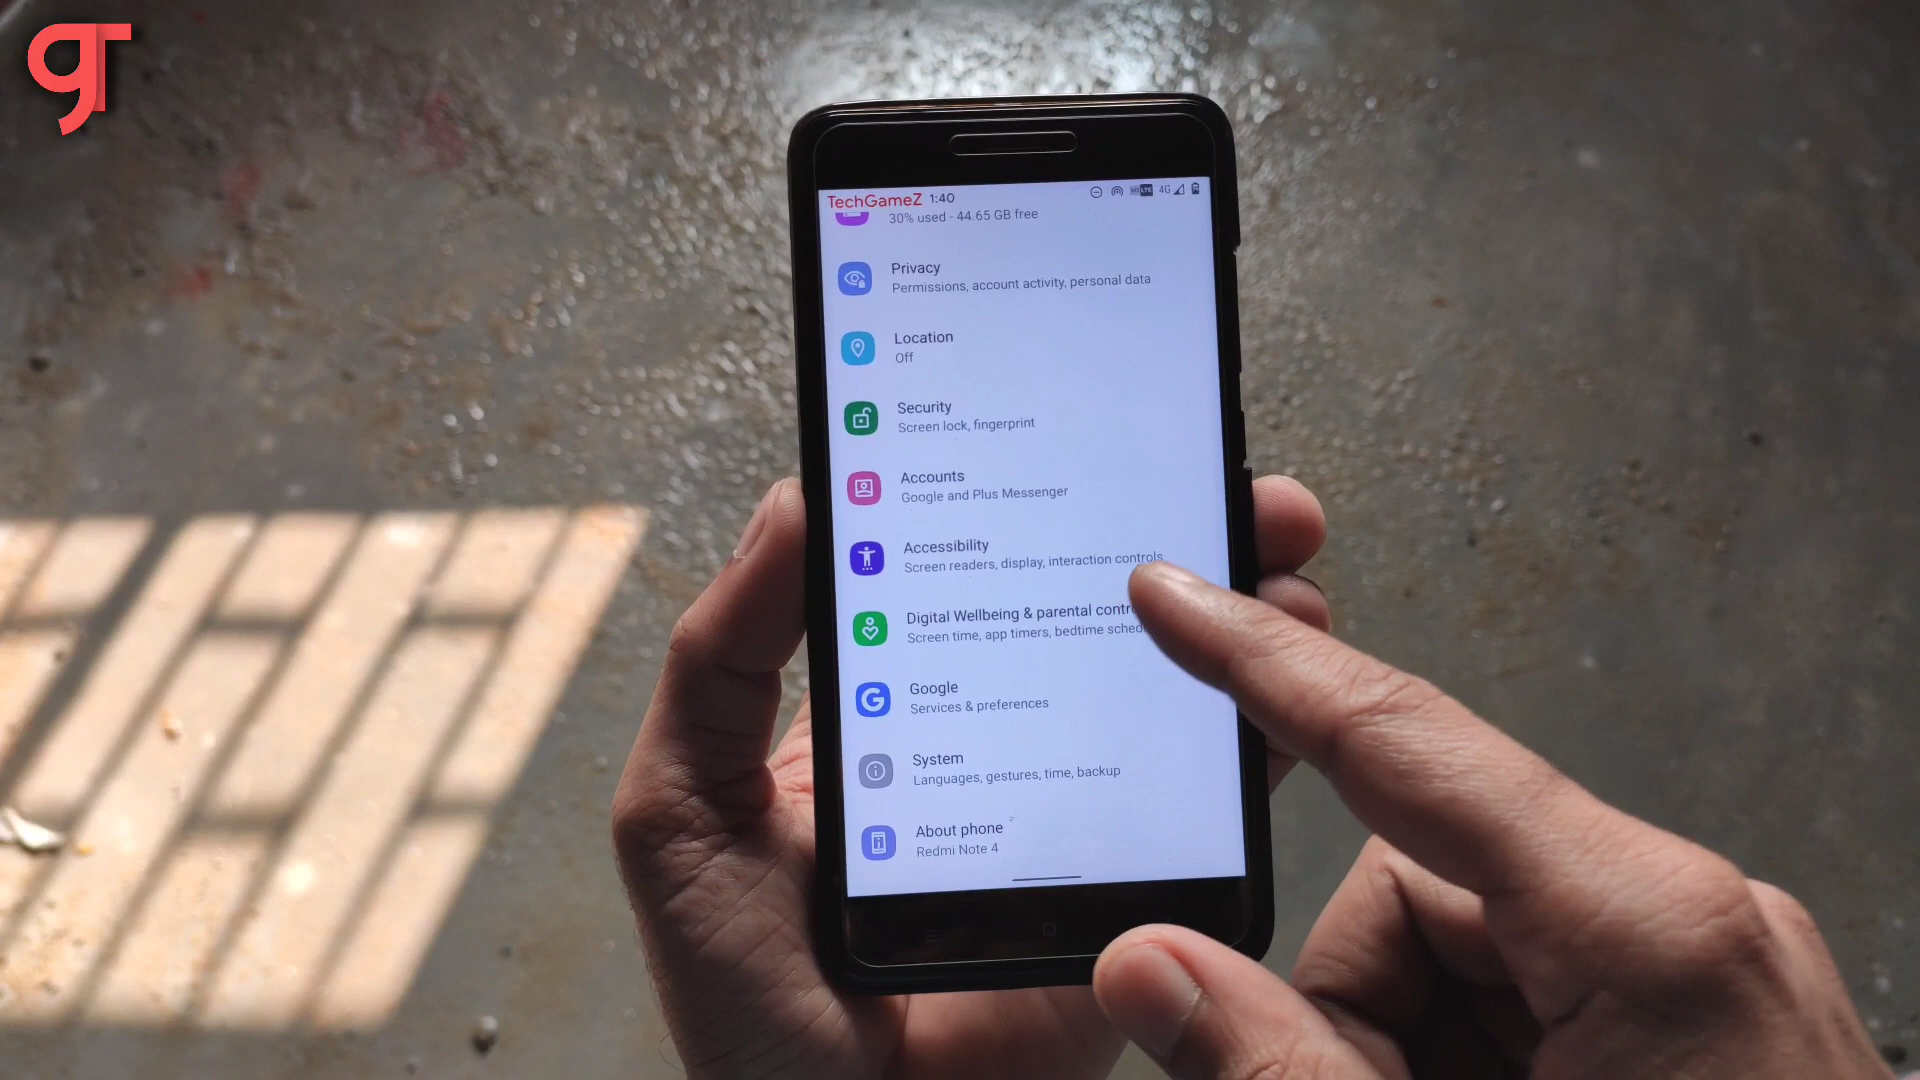 TechGameZ 1:40 VoLTE 4G
30% used - 44.65 GB free
Privacy
Permissions, account activity, personal data
Location
Off
Security
Screen lock, fingerprint
Accounts
Google and Plus Messenger
Accessibility
Screen readers, display, interaction controls
Digital Wellbeing & parental contr
Screen time, app timers, bedtime sched
Google
Services & preferences
System
Languages, gestures, time, backup
About phone
Redmi Note 4